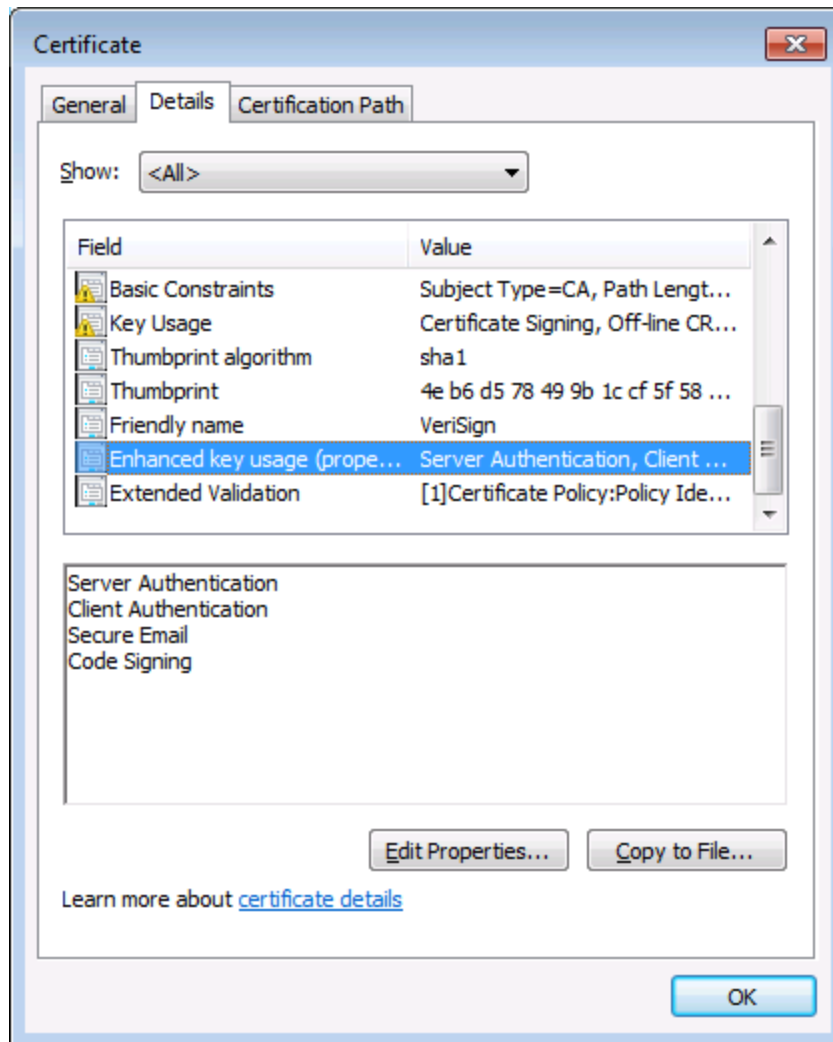 Certificate
General Details Certification Path
Show: <All>
Field Value
Basic Constraints Subject Type=CA, Path Lengt...
Key Usage Certificate Signing, Off-line CR...
Thumbprint algorithm sha1
Thumbprint 4e b6 d5 78 49 9b 1c cf 5f 58 ...
Friendly name VeriSign
Enhanced key usage (prope... Server Authentication, Client ...
Extended Validation [1]Certificate Policy:Policy Ide...
Server Authentication
Client Authentication
Secure Email
Code Signing
Edit Properties... Copy to File...
Learn more about certificate details
OK